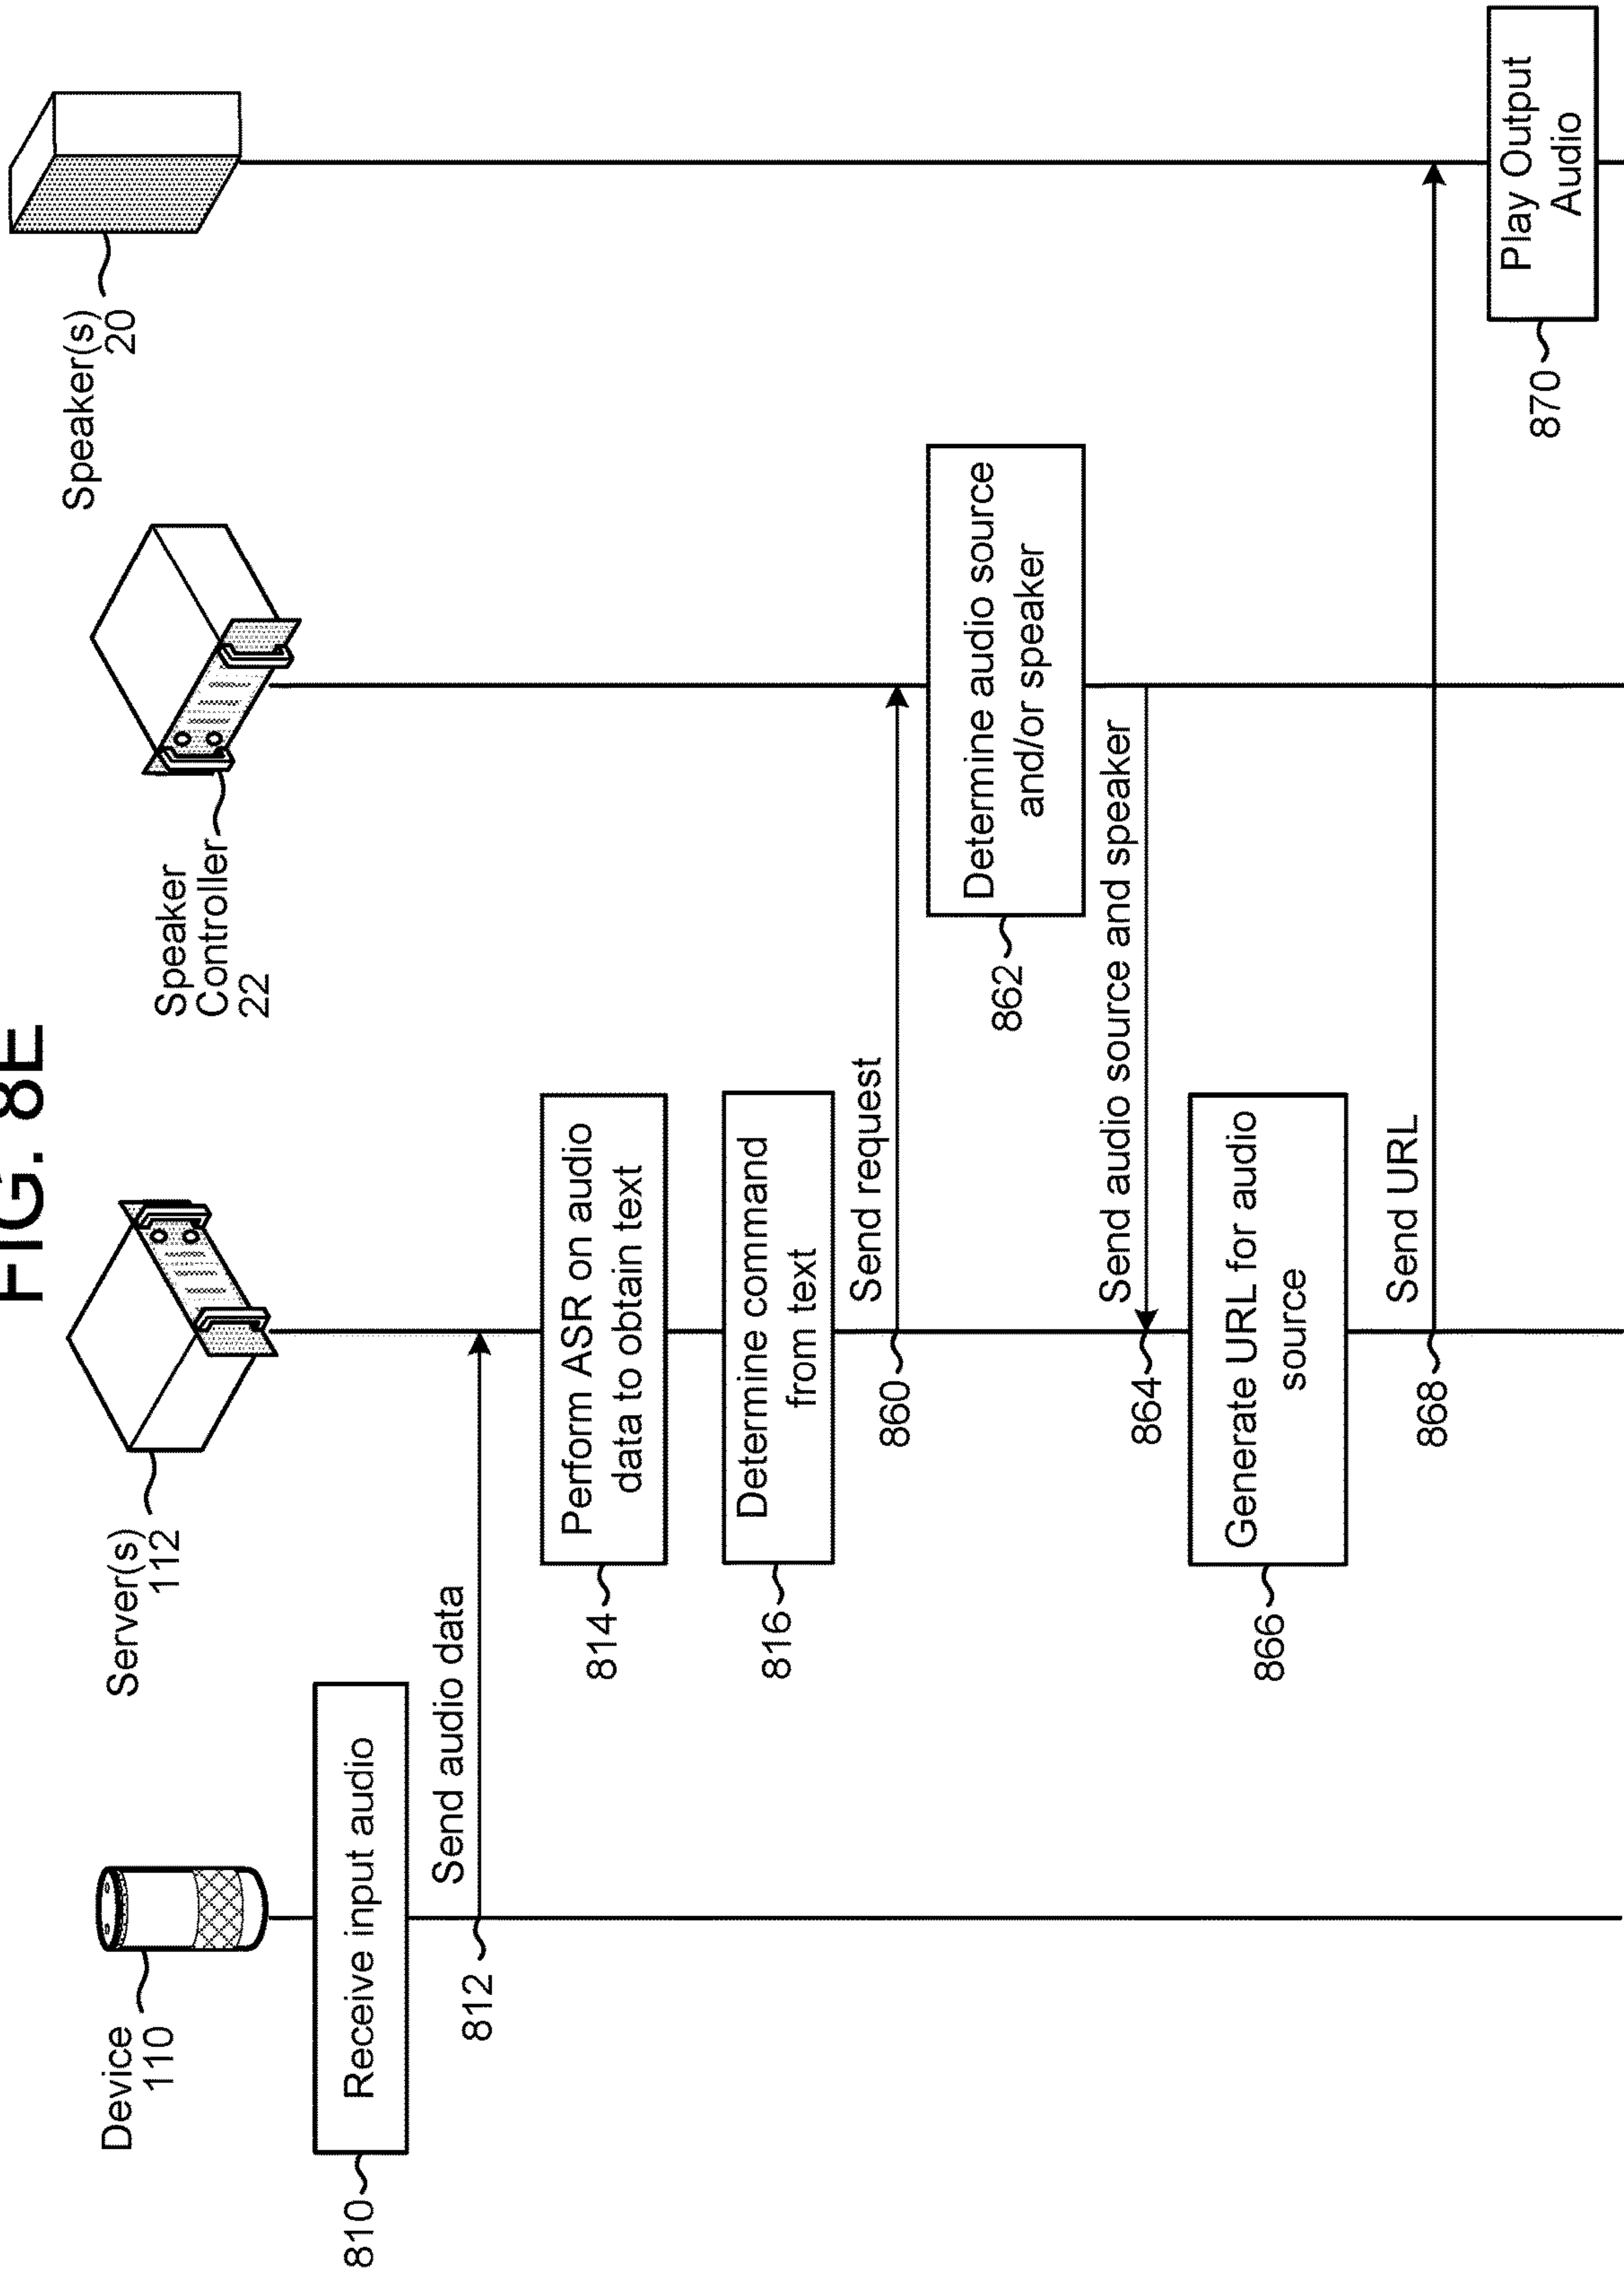 FIG. 8E
Device
110
Server(s)
112
Speaker
Controller
22
Speaker(s)
20
810
Receive input audio
Send audio data
812
814
Perform ASR on audio
data to obtain text
816
Determine command
from text
Send request
860
862
Determine audio source
and/or speaker
Send audio source and speaker
864
866
Generate URL for audio
source
Send URL
868
870
Play Output
Audio